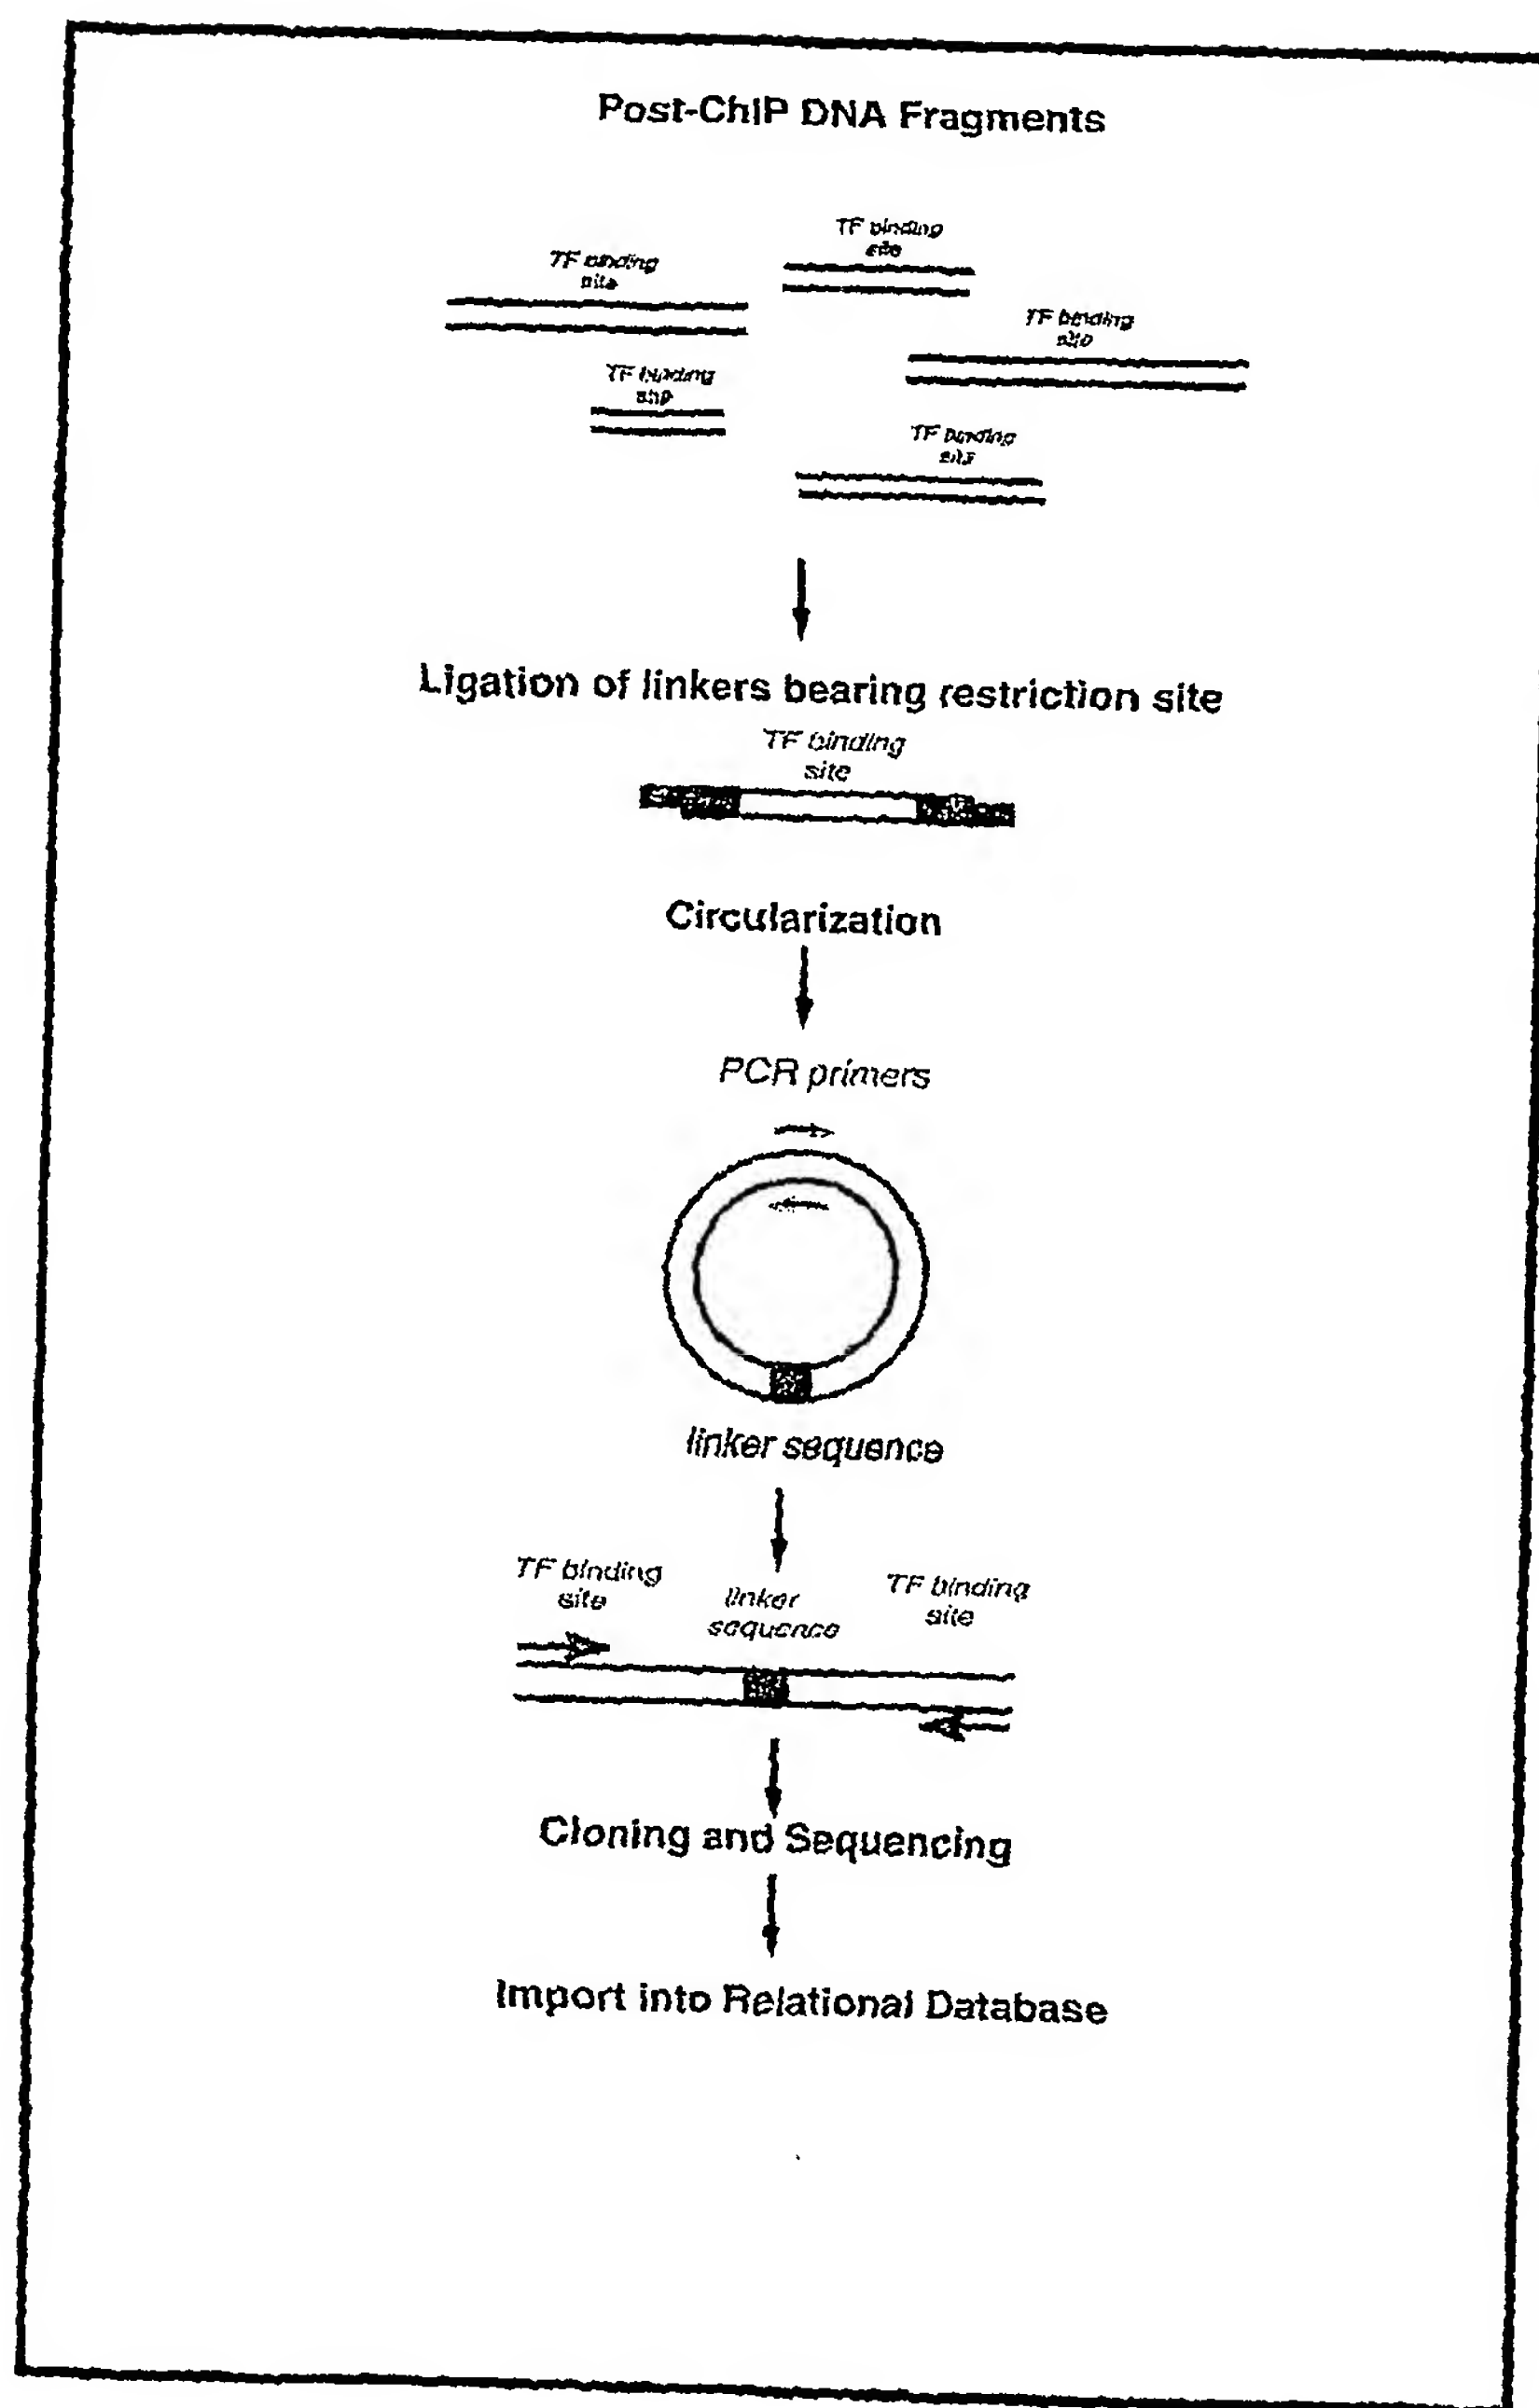 Post-ChIP DNA Fragments
TF binding
site
TF binding
site
TF binding
site
TF binding
site
TF binding
site
Ligation of linkers bearing restriction site
TF binding
site
Circularization
PCR primers
linker sequence
TF binding
site
linker
sequence
TF binding
site
Cloning and Sequencing
Import into Relational Database